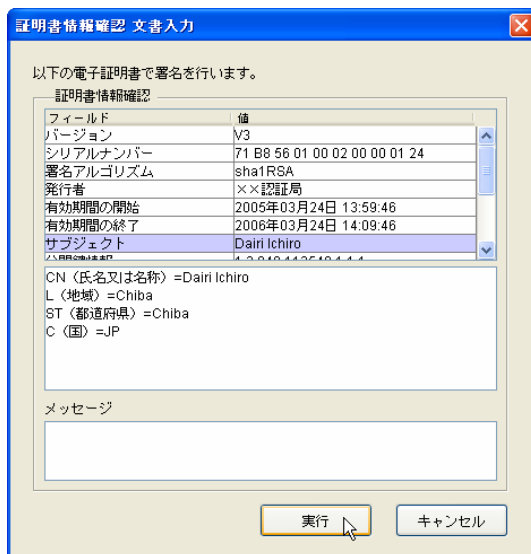 証明書情報確認 文書入力
以下の電子証明書で署名を行います。
証明書情報確認
フィールド 値
バージョン V3
シリアルナンバー 71 B8 56 01 00 02 00 00 01 24
署名アルゴリズム sha1RSA
発行者 ××認証局
有効期間の開始 2005年03月24日 13:59:46
有効期間の終了 2006年03月24日 14:09:46
サブジェクト Dairi Ichiro
CN（氏名又は名称）=Dairi Ichiro
L（地域）=Chiba
ST（都道府県）=Chiba
C（国）=JP
メッセージ
実行 キャンセル